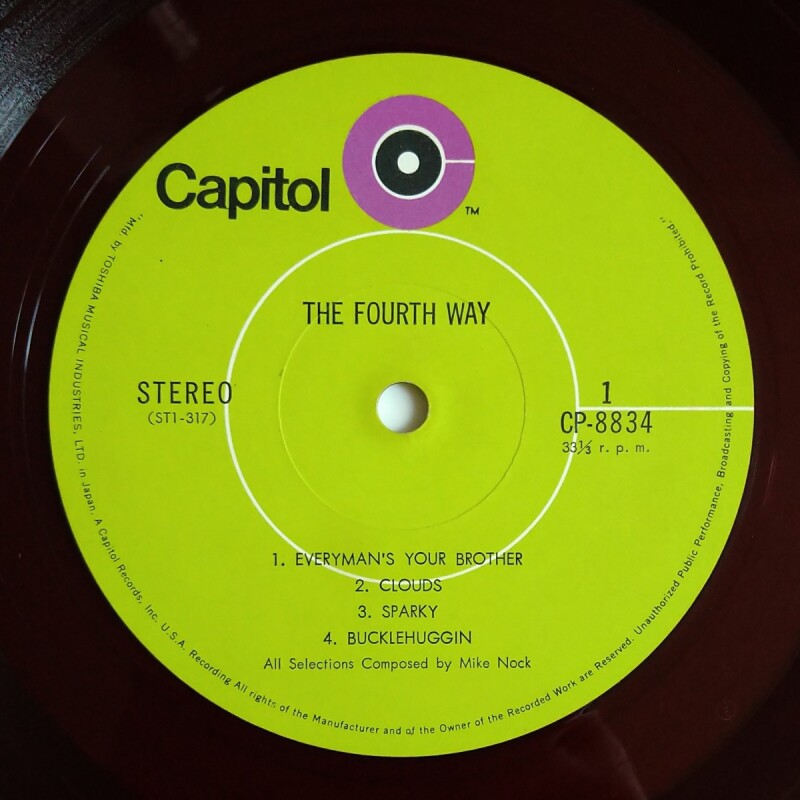 Capitol
TM
THE FOURTH WAY
STEREO
(ST1-317)
1
CP-8834
33⅓ r. p. m.
1. EVERYMAN'S YOUR BROTHER
2. CLOUDS
3. SPARKY
4. BUCKLEHUGGIN
All Selections Composed by Mike Nock
"Mfd. by TOSHIBA MUSICAL INDUSTRIES, LTD. in Japan. A Capitol Records, Inc. U.S.A. Recording All rights of the Manufacturer and of the Owner of the Recorded Work are Reserved. Unauthorized Public Performance, Broadcasting and Copying of the Record Prohibited."